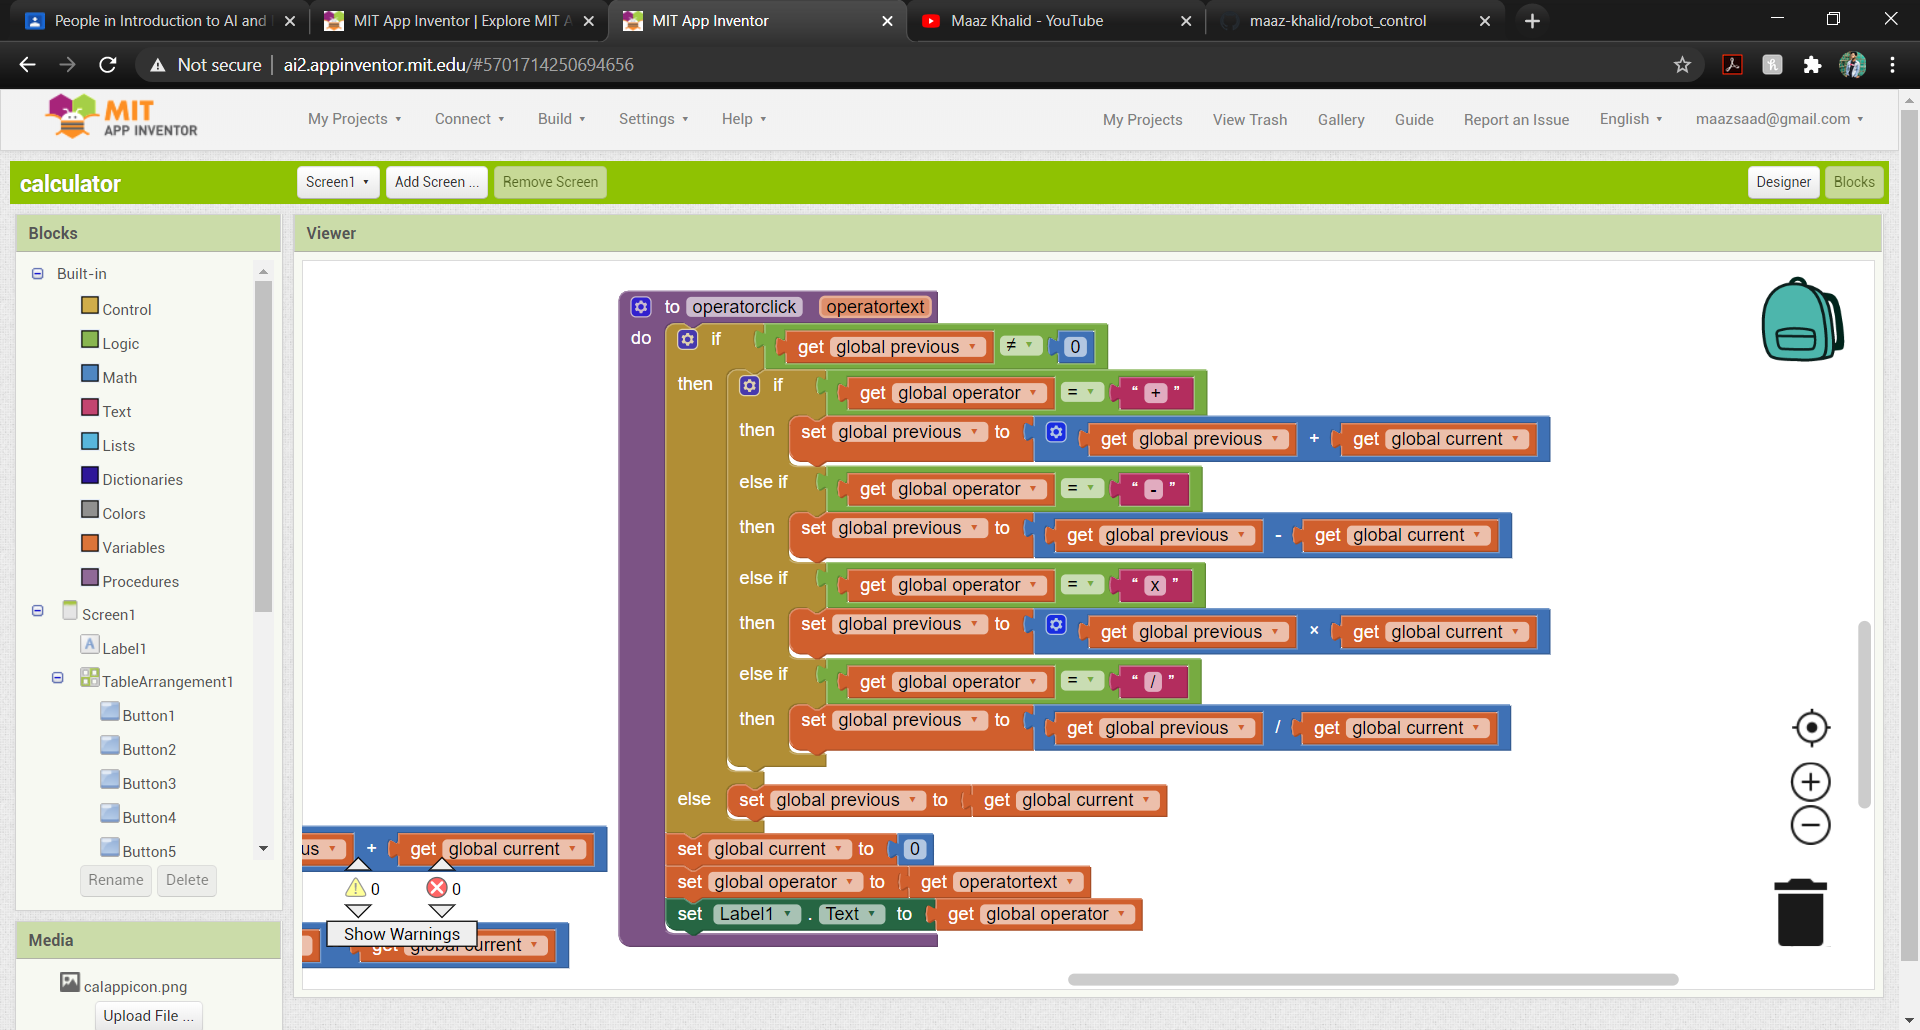 People in Introduction to AI and
MIT App Inventor | Explore MIT A
MIT App Inventor
Maaz Khalid - YouTube
maaz-khalid/robot_control
Not secure | ai2.appinventor.mit.edu/#5701714250694656
MIT
APP INVENTOR
My Projects
Connect
Build
Settings
Help
My Projects
View Trash
Gallery
Guide
Report an Issue
English
maazsaad@gmail.com
calculator
Screen1
Add Screen ...
Remove Screen
Designer
Blocks
Blocks
Built-in
Control
Logic
Math
Text
Lists
Dictionaries
Colors
Variables
Procedures
Screen1
Label1
TableArrangement1
Button1
Button2
Button3
Button4
Button5
Rename
Delete
Media
calappicon.png
Upload File ...
Viewer
to operatorclick operatortext
do if get global previous ≠ 0
then if get global operator = “ + ”
then set global previous to get global previous + get global current
else if get global operator = “ - ”
then set global previous to get global previous - get global current
else if get global operator = “ x ”
then set global previous to get global previous × get global current
else if get global operator = “ / ”
then set global previous to get global previous / get global current
else set global previous to get global current
set global current to 0
set global operator to get operatortext
set Label1 . Text to get global operator
us + get global current
0 0
Show Warnings
get global current